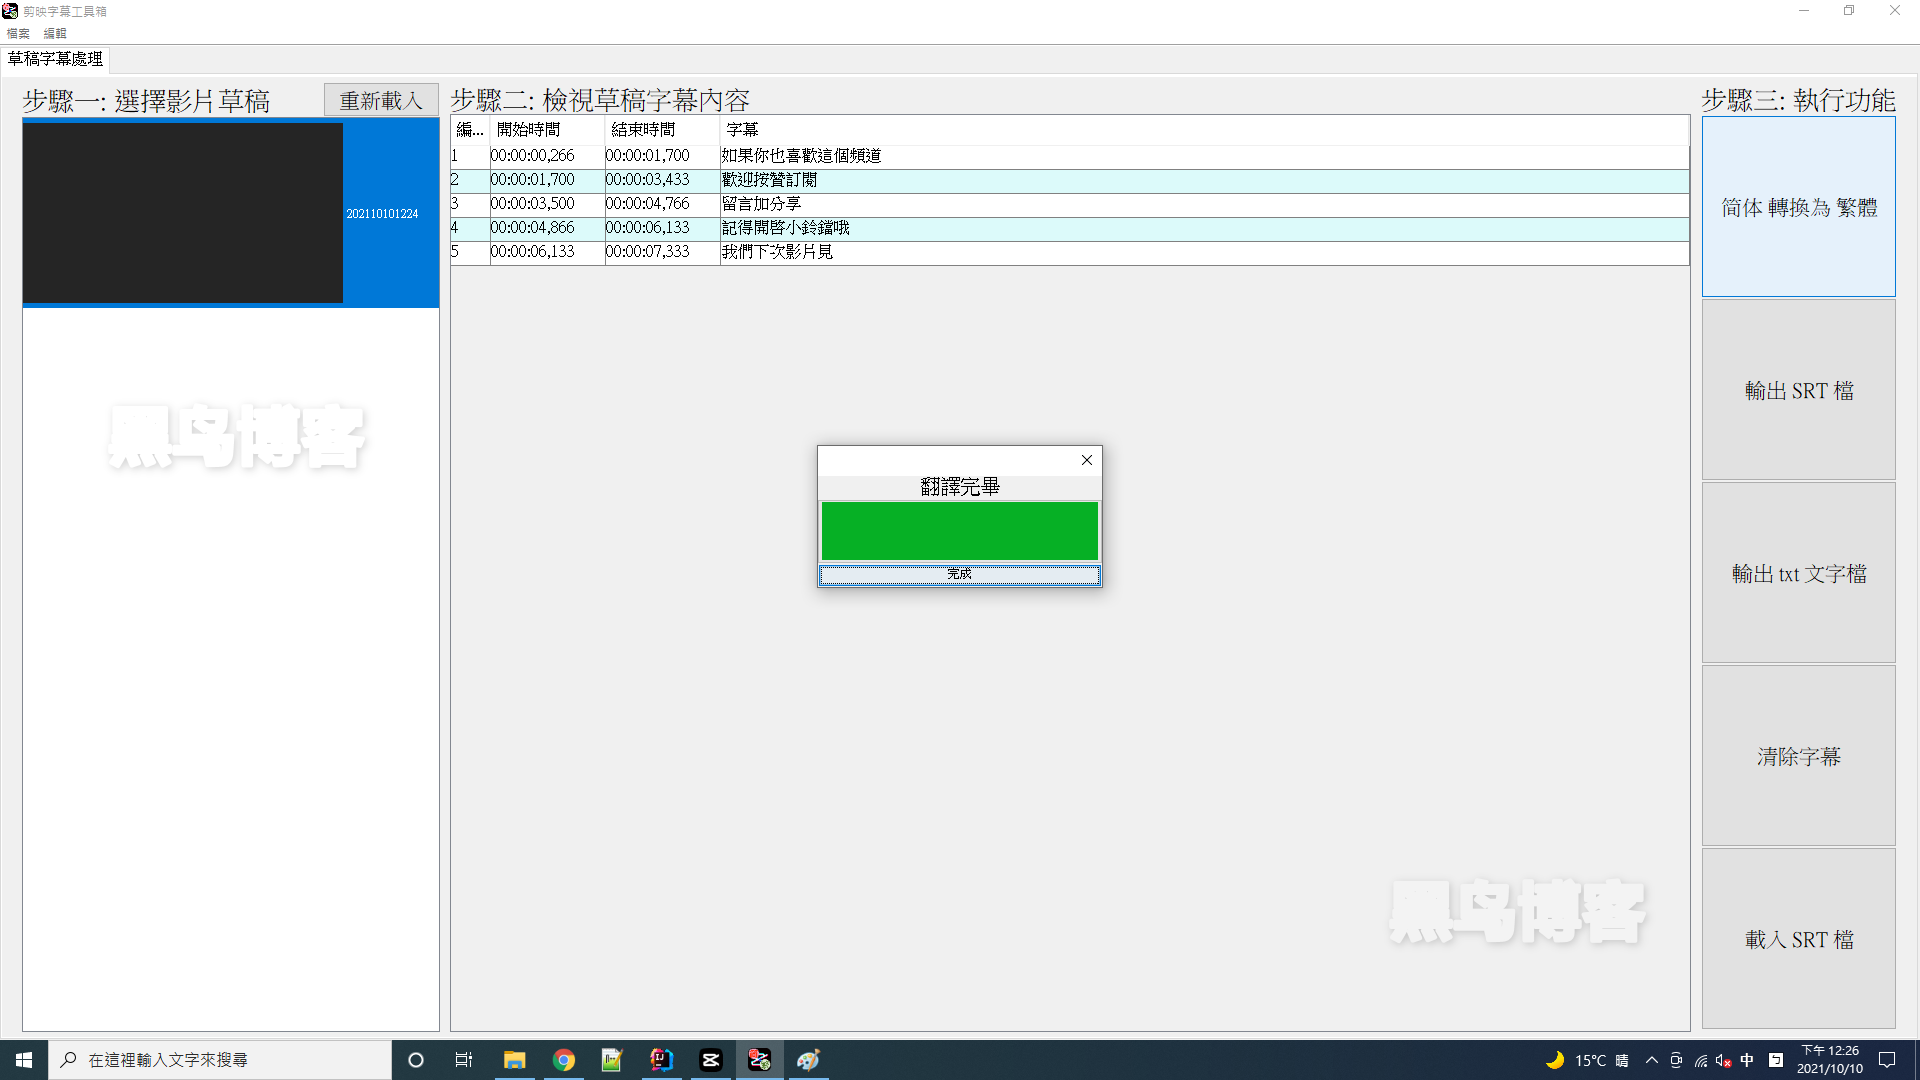 剪映字幕工具箱
檔案 編輯
草稿字幕處理
步驟一: 選擇影片草稿
重新載入
202110101224
黑鸟博客
步驟二: 檢視草稿字幕內容
編... 開始時間 結束時間 字幕
1 00:00:00,266 00:00:01,700 如果你也喜歡這個頻道
2 00:00:01,700 00:00:03,433 歡迎按贊訂閱
3 00:00:03,500 00:00:04,766 留言加分享
4 00:00:04,866 00:00:06,133 記得開啓小鈴鐺哦
5 00:00:06,133 00:00:07,333 我們下次影片見
翻譯完畢
完成
黑鸟博客
步驟三: 執行功能
简体 轉換為 繁體
輸出 SRT 檔
輸出 txt 文字檔
清除字幕
載入 SRT 檔
在這裡輸入文字來搜尋
15°C 晴
中
下午 12:26
2021/10/10